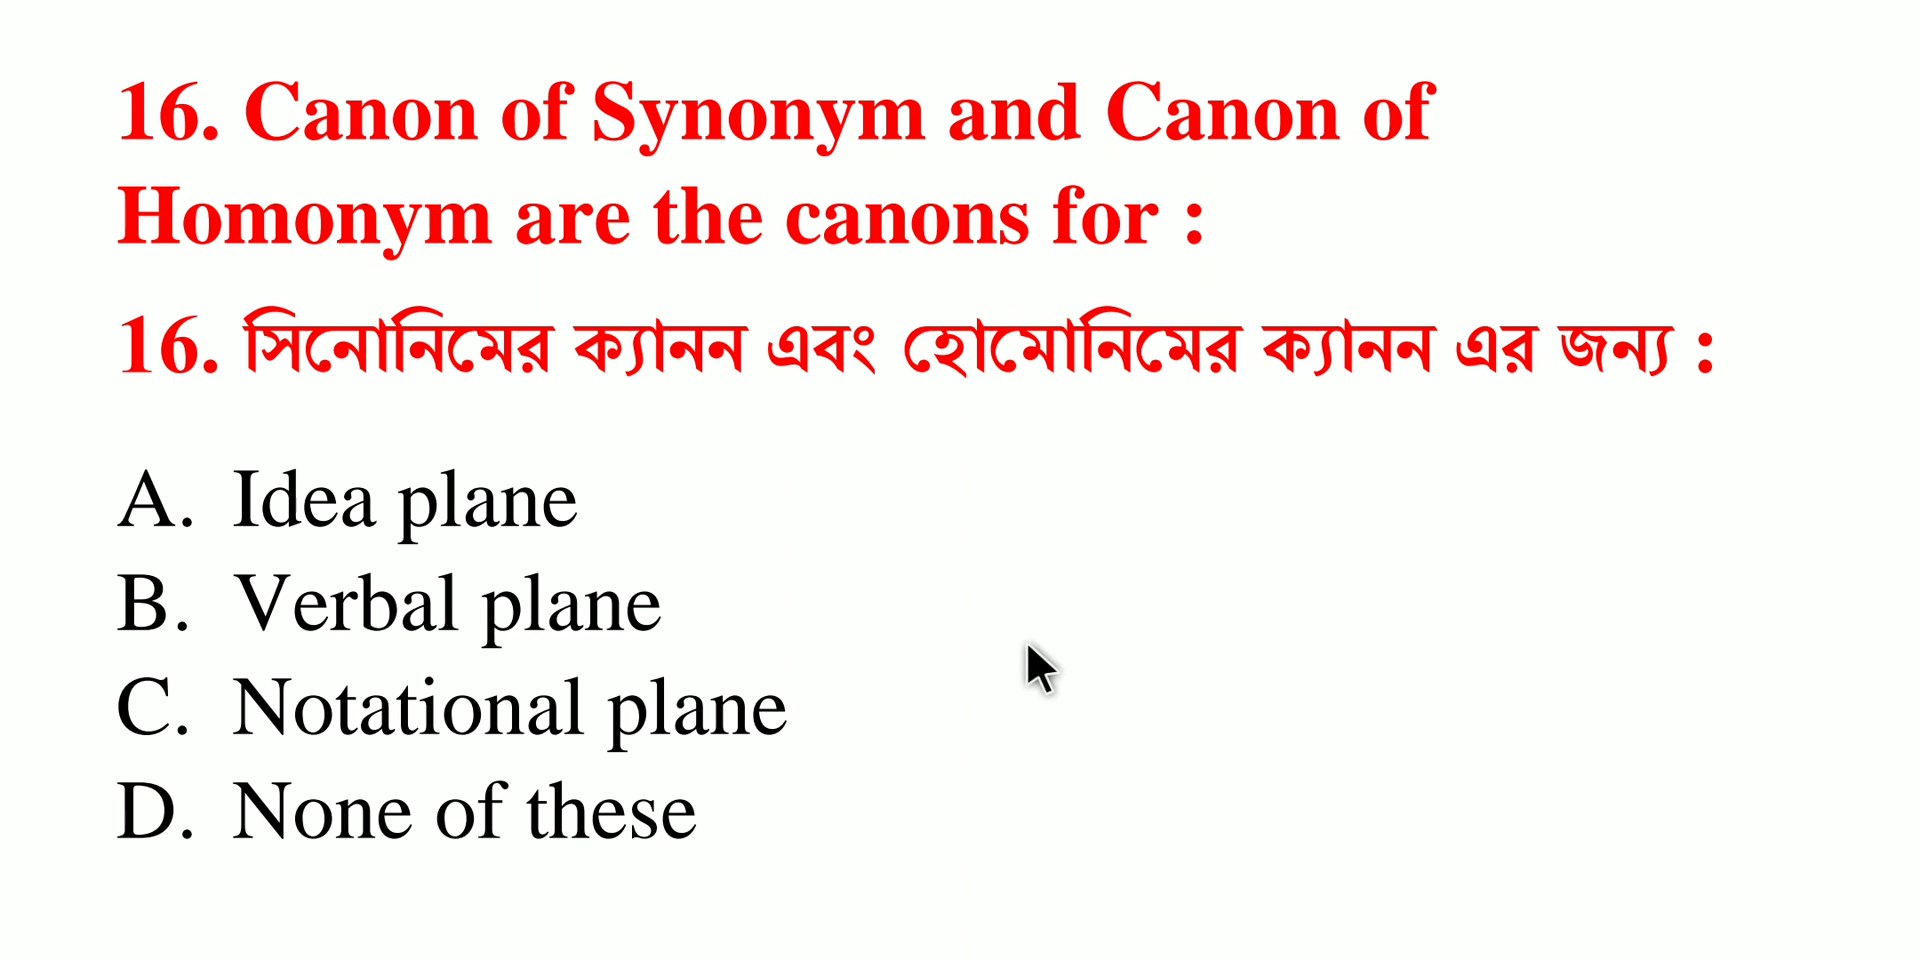 16. Canon of Synonym and Canon of
Homonym are the canons for :
16. সিনোনিমের ক্যানন এবং হোমোনিমের ক্যানন এর জন্য :
A. Idea plane
B. Verbal plane
C. Notational plane
D. None of these